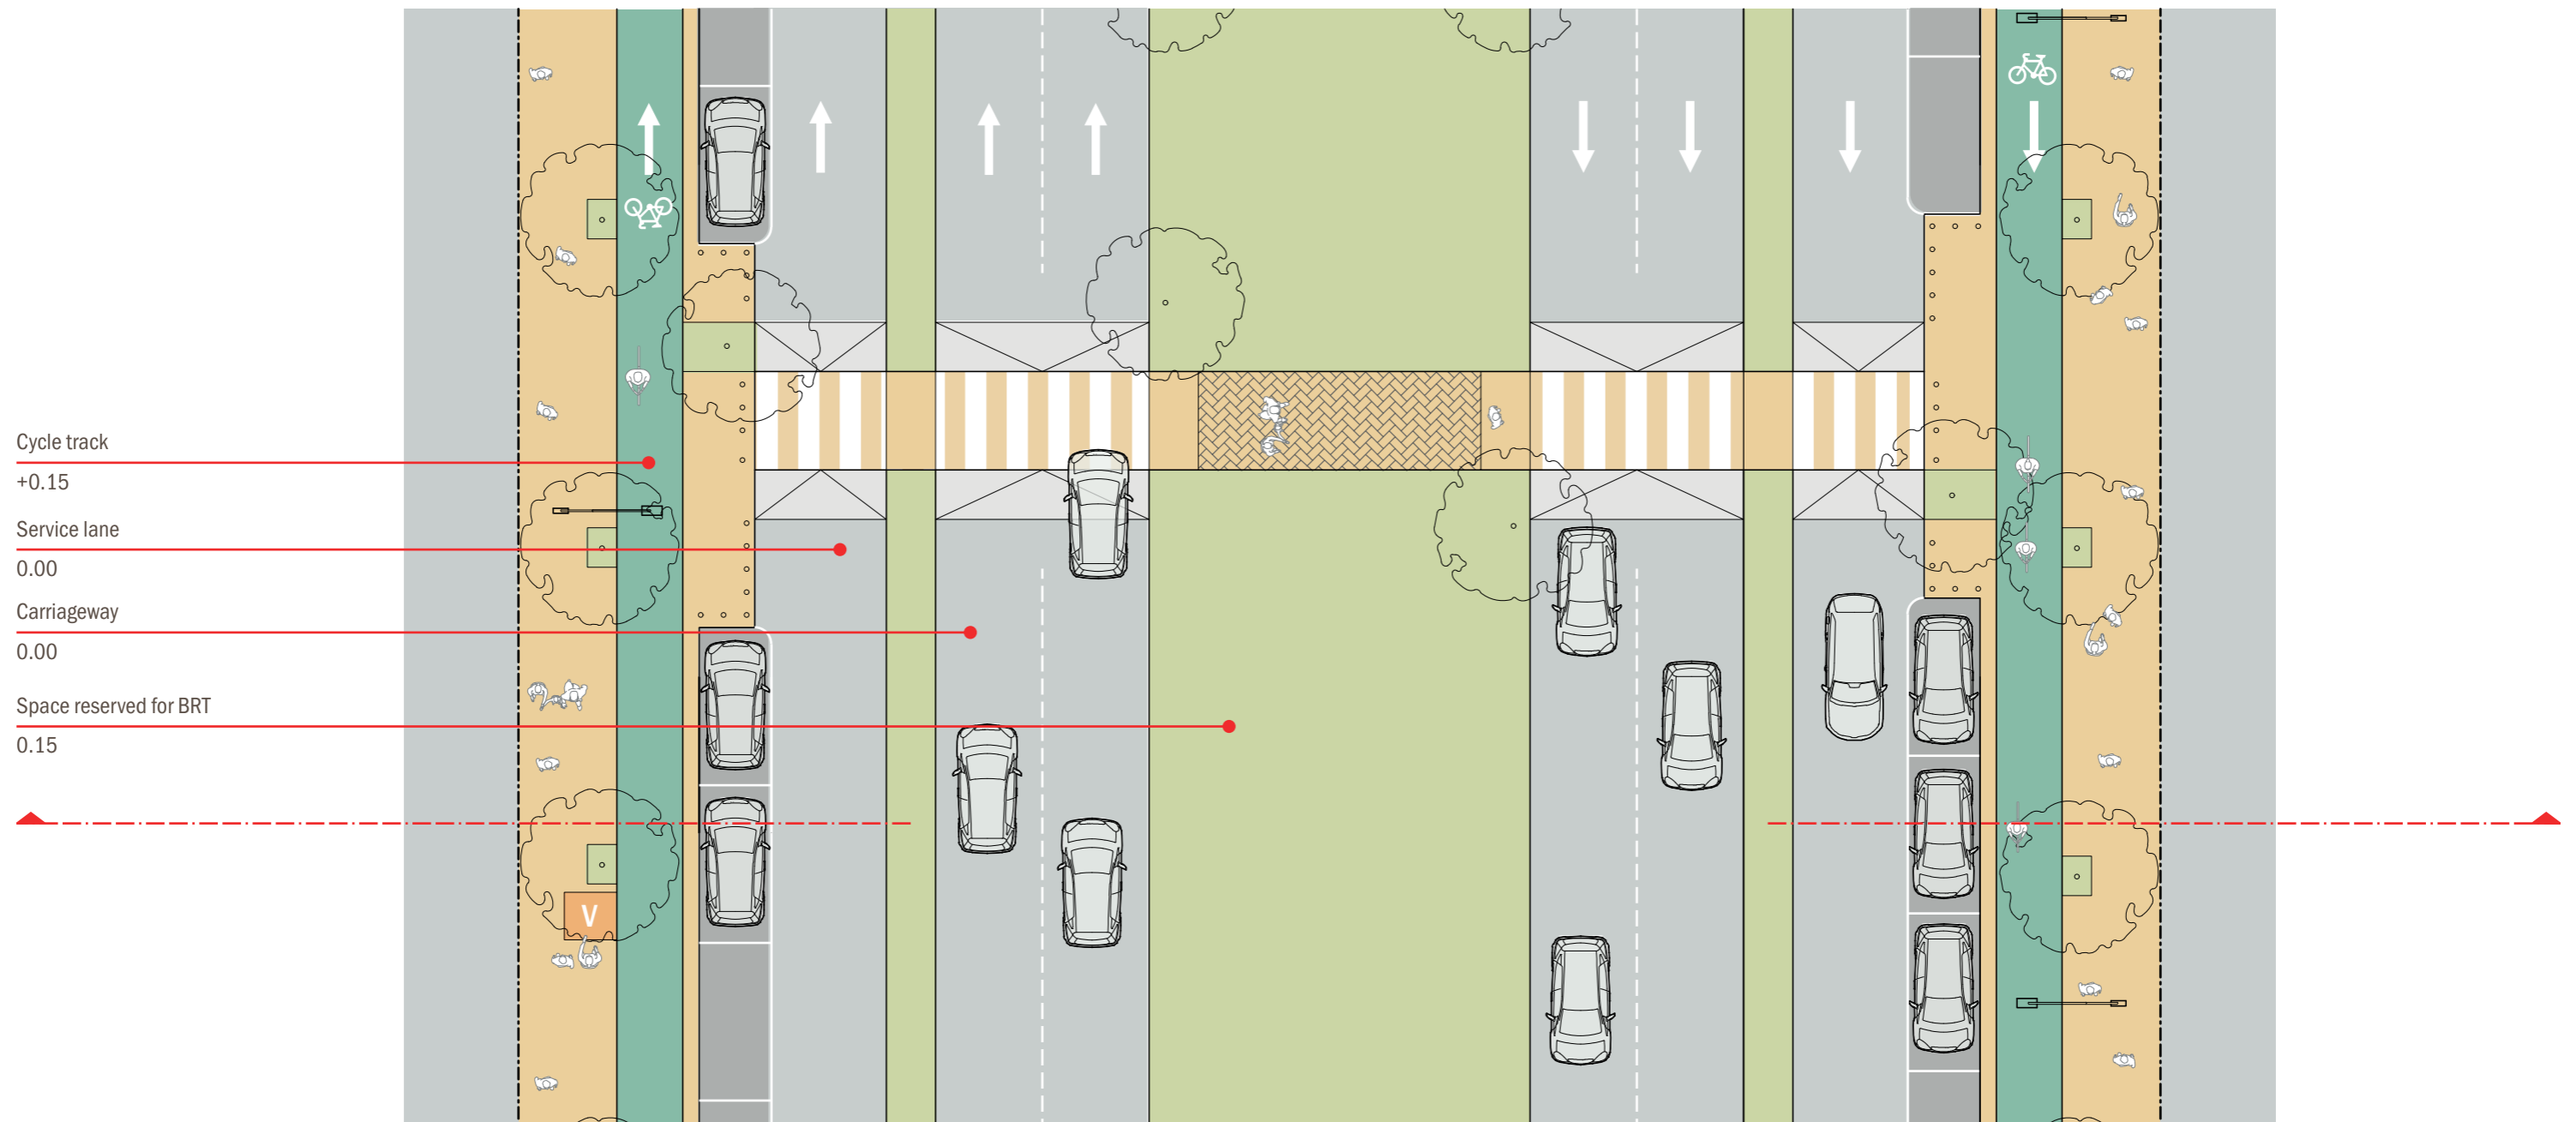 Cycle track
+0.15
Service lane
0.00
Carriageway
0.00
Space reserved for BRT
0.15
V